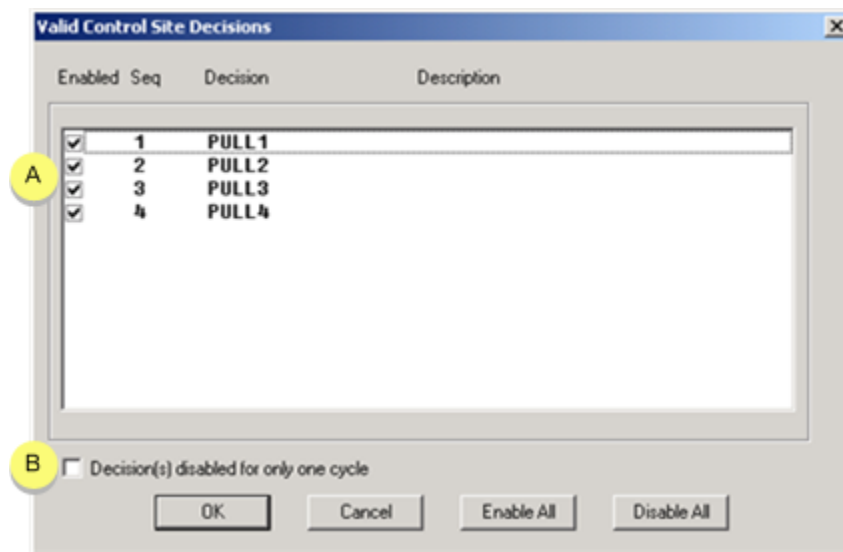 Valid Control Site Decisions
Enabled Seq Decision Description
1 PULL1
A
2 PULL2
3 PULL3
4 PULL4
B
Decision(s) disabled for only one cycle
OK Cancel Enable All Disable All